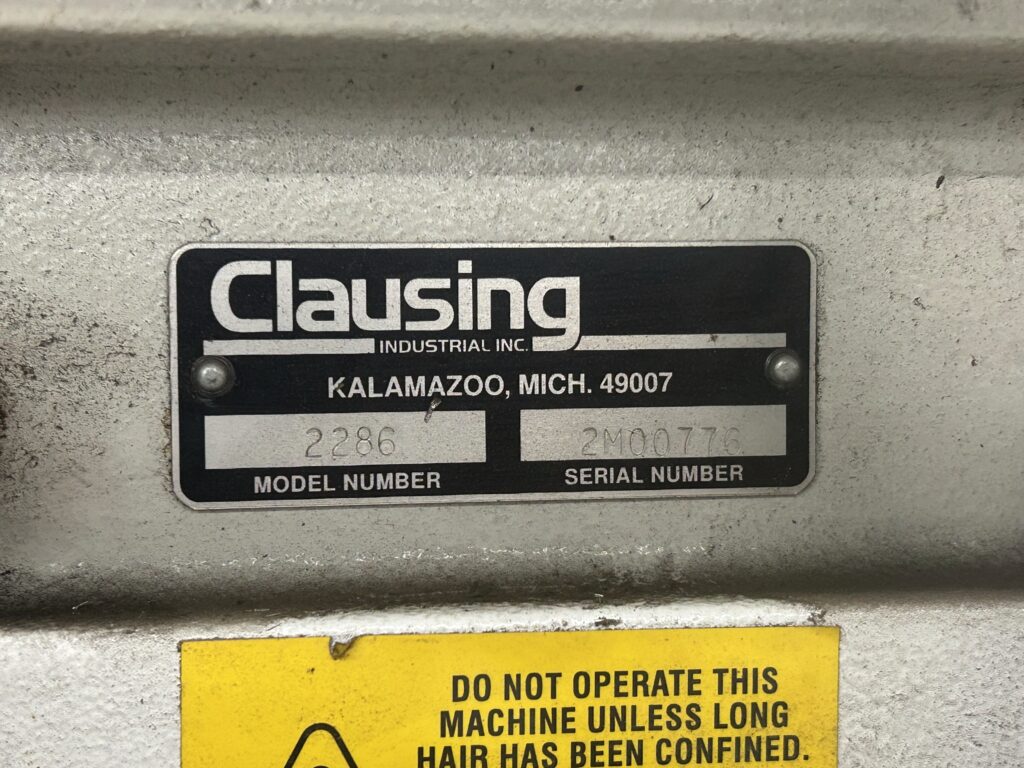 Clausing
INDUSTRIAL INC.
KALAMAZOO, MICH. 49007
2286 2M00776
MODEL NUMBER SERIAL NUMBER
DO NOT OPERATE THIS
MACHINE UNLESS LONG
HAIR HAS BEEN CONFINED.